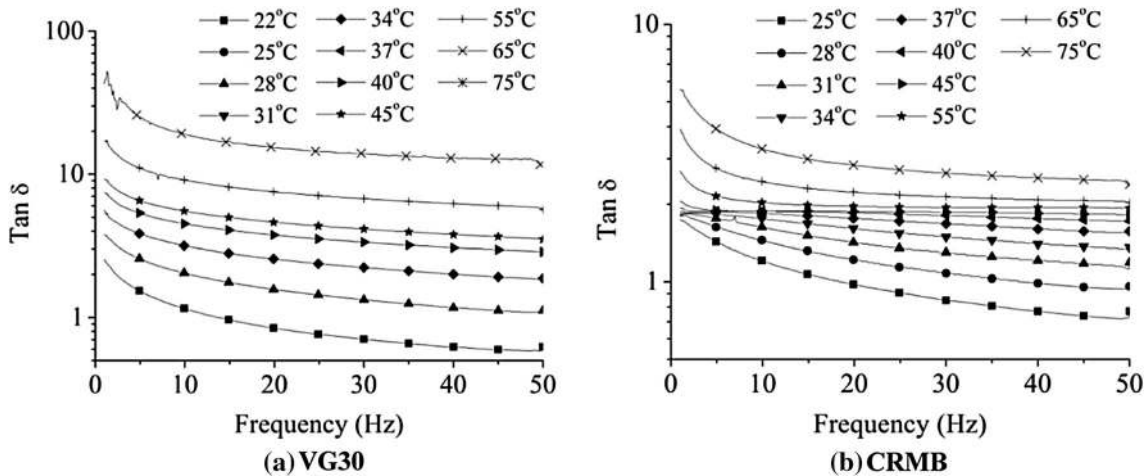 100
10
1
Tan δ
22°C 34°C 55°C
25°C 37°C 65°C
28°C 40°C 75°C
31°C 45°C
0 10 20 30 40 50
Frequency (Hz)
(a) VG30
10
1
Tan δ
25°C 37°C 65°C
28°C 40°C 75°C
31°C 45°C
34°C 55°C
0 10 20 30 40 50
Frequency (Hz)
(b) CRMB